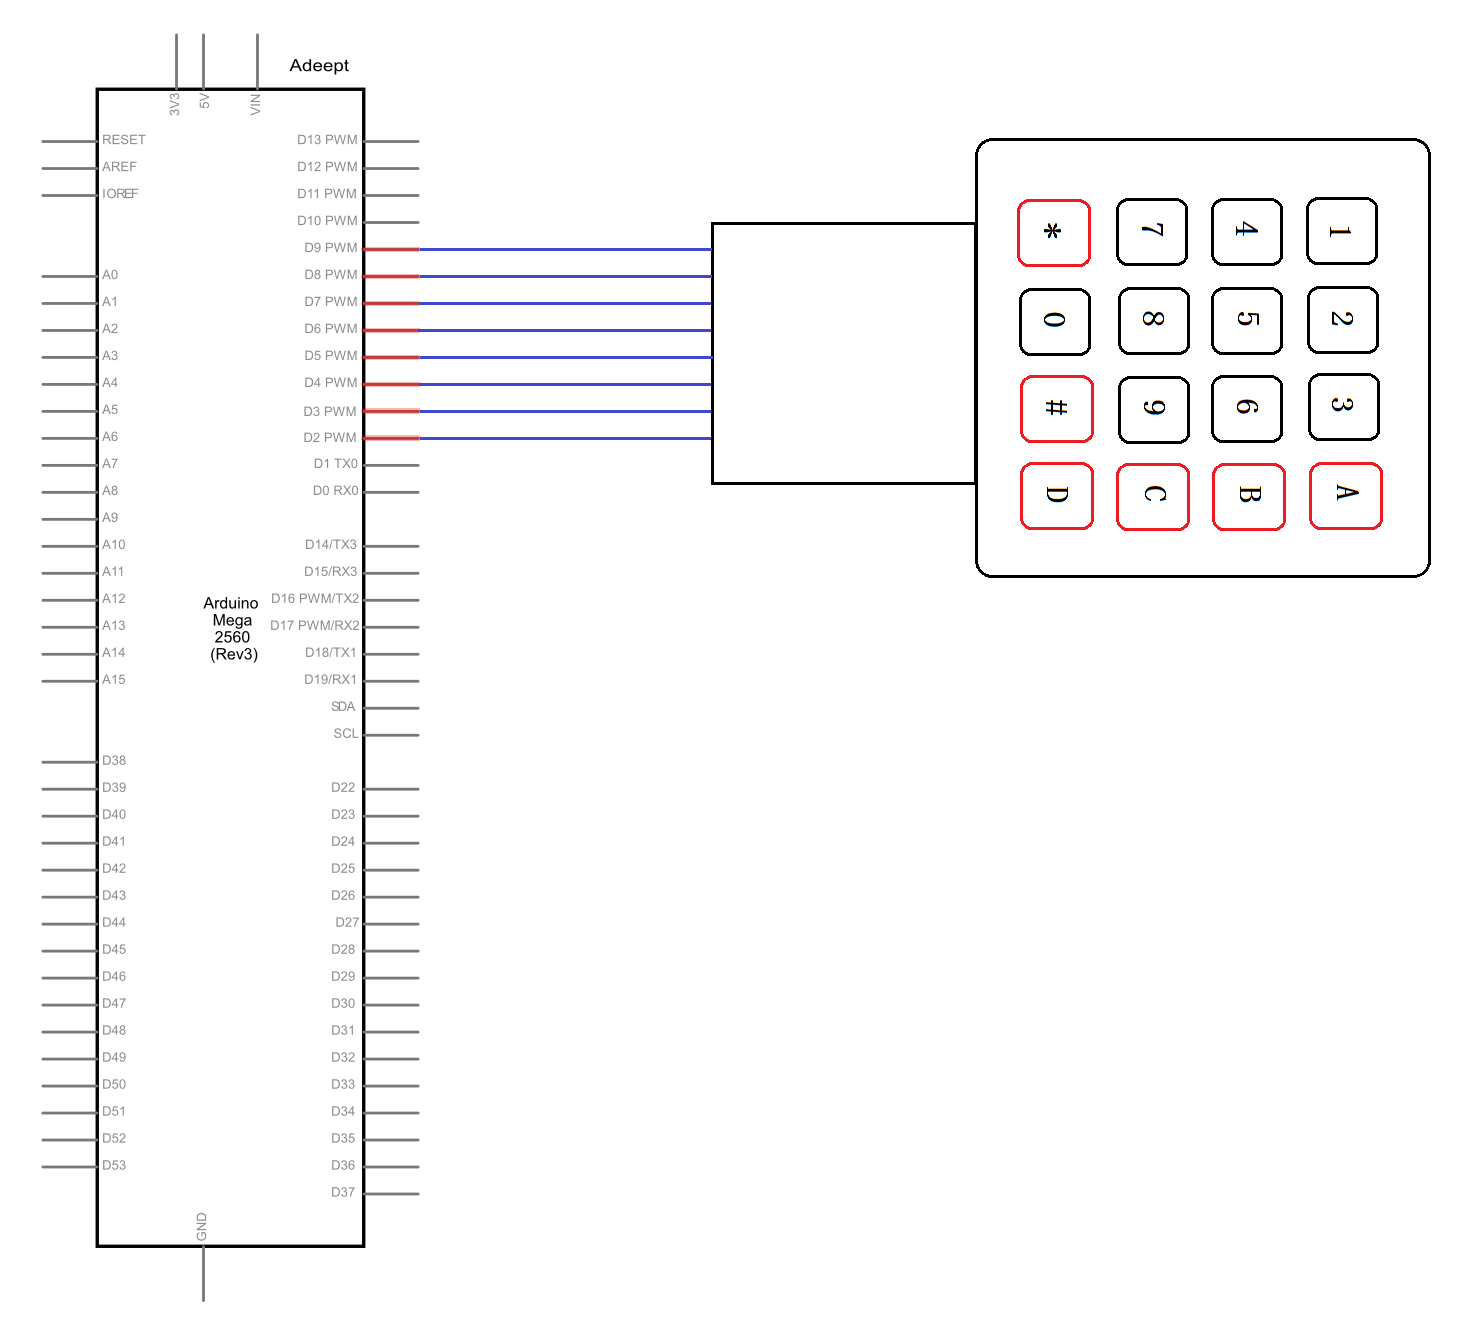 Adeept
3V3
5V
VIN
RESET
AREF
IOREF
A0
A1
A2
A3
A4
A5
A6
A7
A8
A9
A10
A11
A12
A13
A14
A15
D38
D39
D40
D41
D42
D43
D44
D45
D46
D47
D48
D49
D50
D51
D52
D53
GND
Arduino
Mega
2560
(Rev3)
D13 PWM
D12 PWM
D11 PWM
D10 PWM
D9 PWM
D8 PWM
D7 PWM
D6 PWM
D5 PWM
D4 PWM
D3 PWM
D2 PWM
D1 TX0
D0 RX0
D14/TX3
D15/RX3
D16 PWM/TX2
D17 PWM/RX2
D18/TX1
D19/RX1
SDA
SCL
D22
D23
D24
D25
D26
D27
D28
D29
D30
D31
D32
D33
D34
D35
D36
D37
1 2 3 A
4 5 6 B
7 8 9 C
* 0 # D